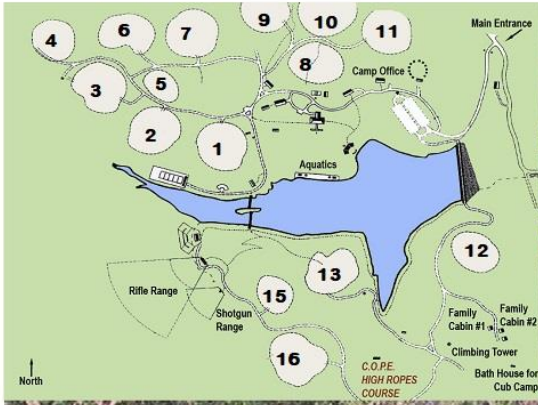 4
6
7
9
10
11
Main Entrance
8
3
5
Camp Office
2
1
Aquatics
12
13
Rifle Range
15
Shotgun
Range
Family
Cabin #1
Family
Cabin #2
Climbing Tower
16
C.O.P.E.
HIGH ROPES
COURSE
Bath House for
Cub Camp
North